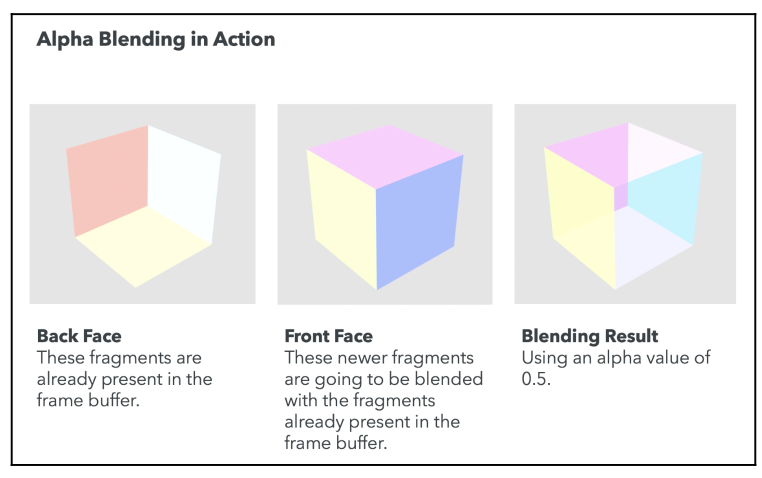 Alpha Blending in Action
Back Face
These fragments are
already present in the
frame buffer.
Front Face
These newer fragments
are going to be blended
with the fragments
already present in the
frame buffer.
Blending Result
Using an alpha value of
0.5.